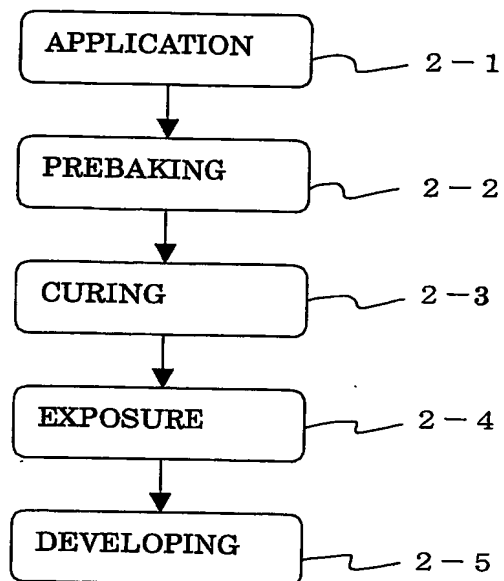 APPLICATION 2-1
PREBAKING 2-2
CURING 2-3
EXPOSURE 2-4
DEVELOPING 2-5